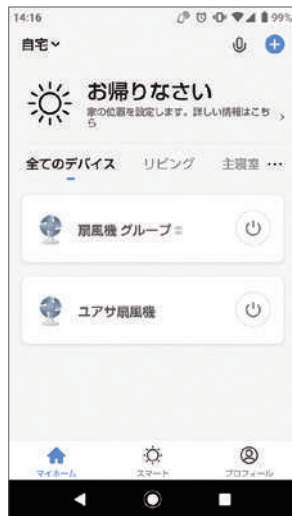 14:16 99%
自宅
お帰りなさい
家の位置を設定します。詳しい情報はこち
ら
全てのデバイス リビング 主寝室 …
扇風機 グループ
ユアサ扇風機
マイホーム スマート プロフィール